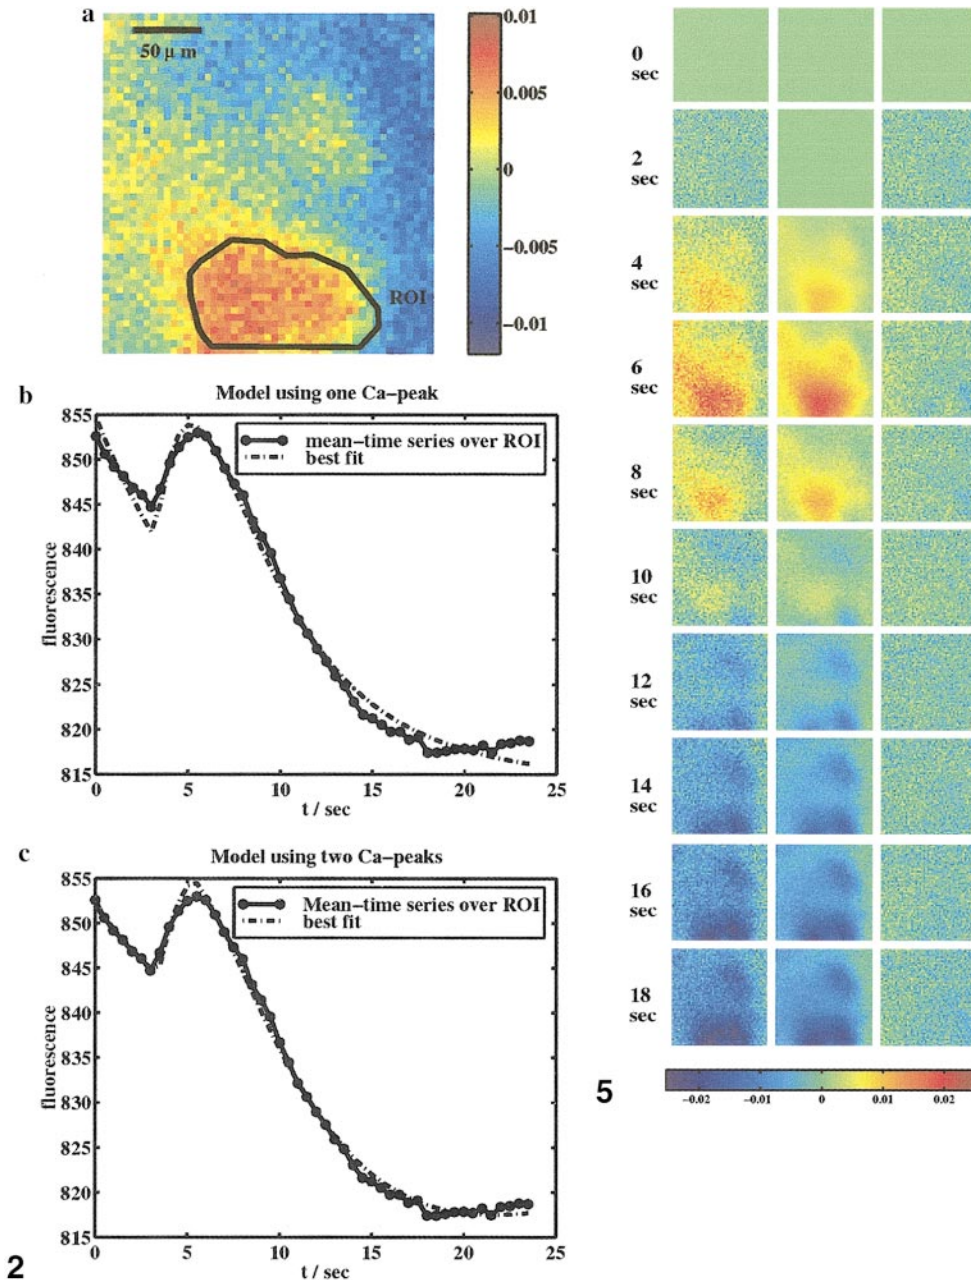 a
50 µ m
ROI
0.01
0.005
0
−0.005
−0.01
b
Model using one Ca−peak
855
850
845
840
835
830
825
820
815
fluorescence
mean−time series over ROI
best fit
0
5
10
15
20
25
t / sec
c
Model using two Ca−peaks
855
850
845
840
835
830
825
820
815
fluorescence
Mean−time series over ROI
best fit
0
5
10
15
20
25
t / sec
2
0
sec
2
sec
4
sec
6
sec
8
sec
10
sec
12
sec
14
sec
16
sec
18
sec
5
−0.02
−0.01
0
0.01
0.02